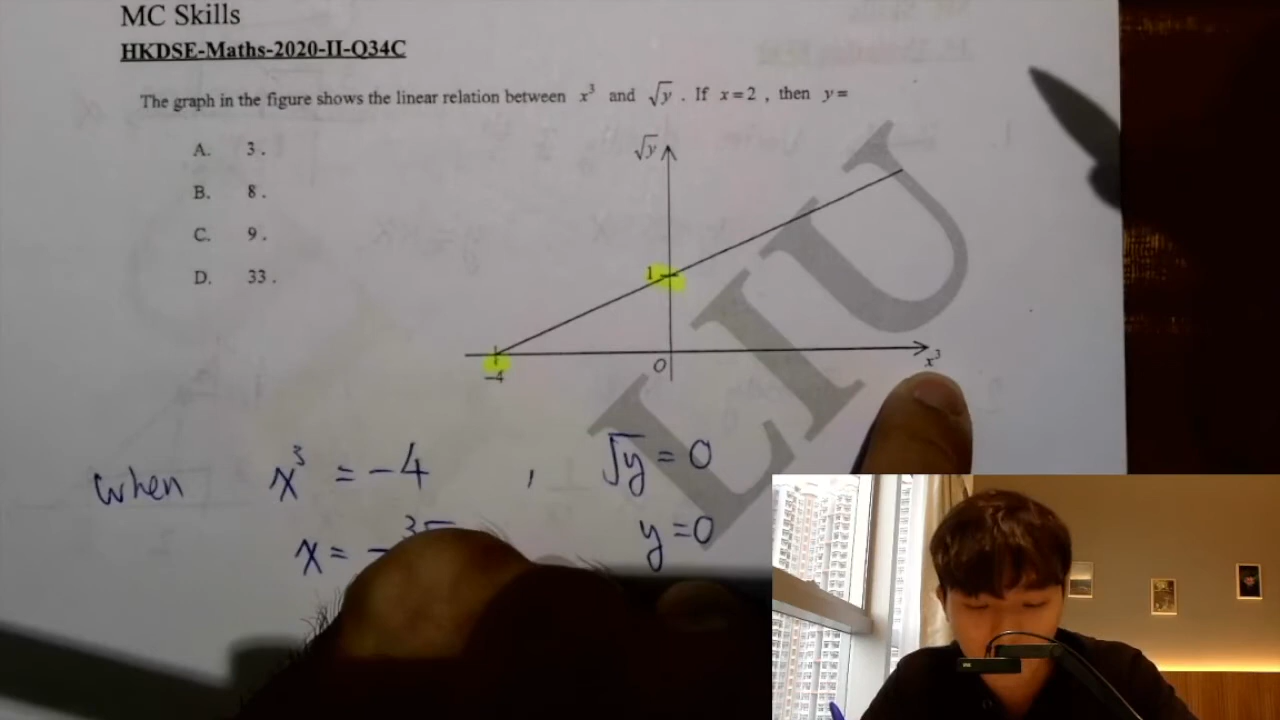 MC Skills
HKDSE-Maths-2020-II-Q34C
The graph in the figure shows the linear relation between x³ and √y . If x=2 , then y=
A. 3 .
B. 8 .
C. 9 .
D. 33 .
√y
1
-4
O
x³
LIU
when x³ = -4 , √y = 0
x = - y = 0